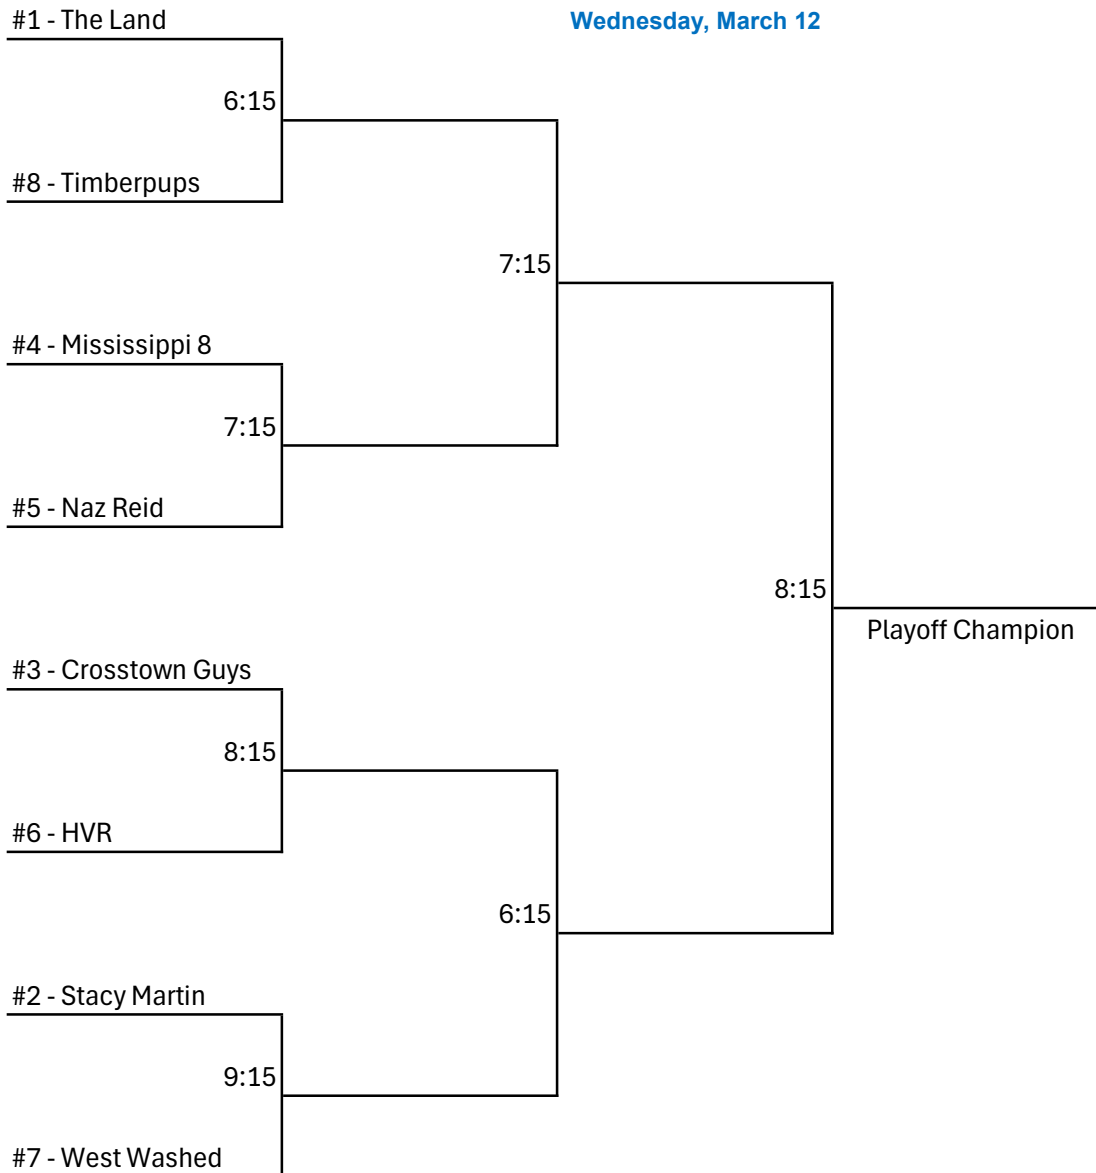 #1 - The Land
Wednesday, March 12
6:15
#8 - Timberpups
7:15
#4 - Mississippi 8
7:15
#5 - Naz Reid
8:15
Playoff Champion
#3 - Crosstown Guys
8:15
#6 - HVR
6:15
#2 - Stacy Martin
9:15
#7 - West Washed